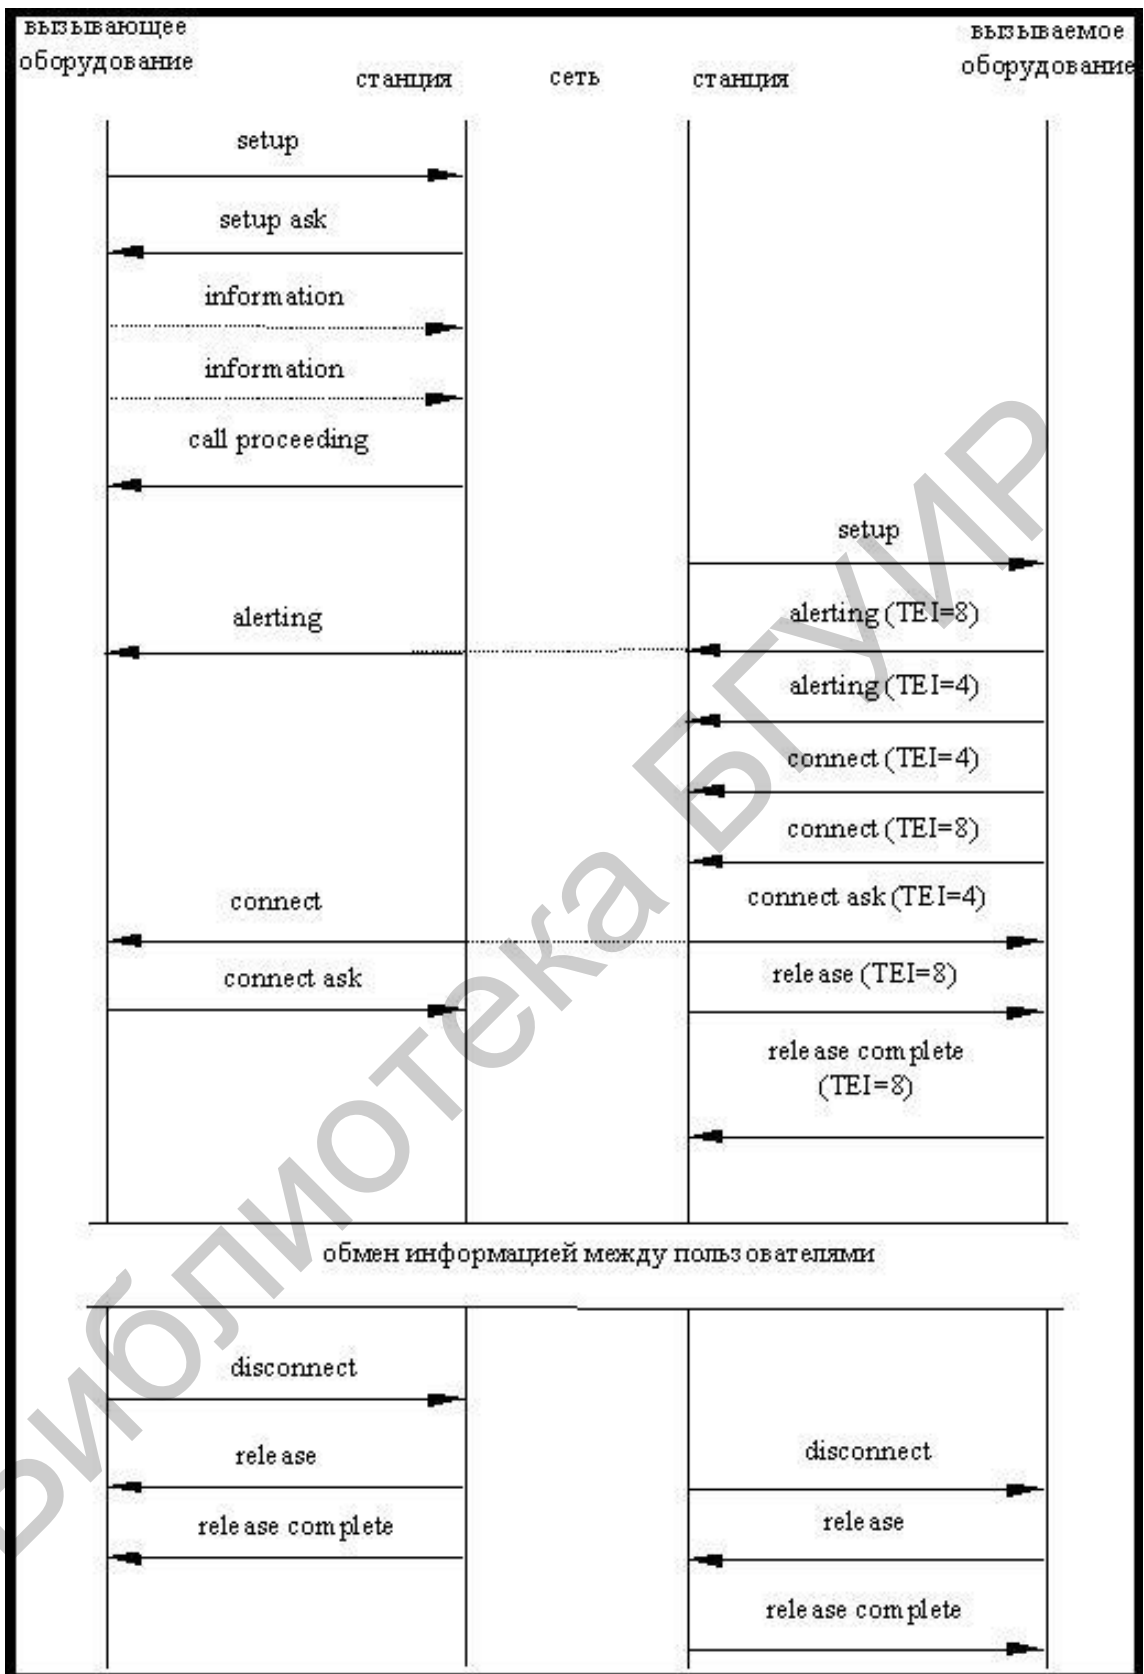 вызывающее
оборудование
станция
сеть
станция
вызываемое
оборудование
setup
setup ask
information
information
call proceeding
setup
alerting
alerting (TEI=8)
alerting (TEI=4)
connect (TEI=4)
connect (TEI=8)
connect
connect ask (TEI=4)
connect ask
release (TEI=8)
release complete
(TEI=8)
обмен информацией между пользователями
disconnect
release
disconnect
release complete
release
release complete
Библиотека БГУИР